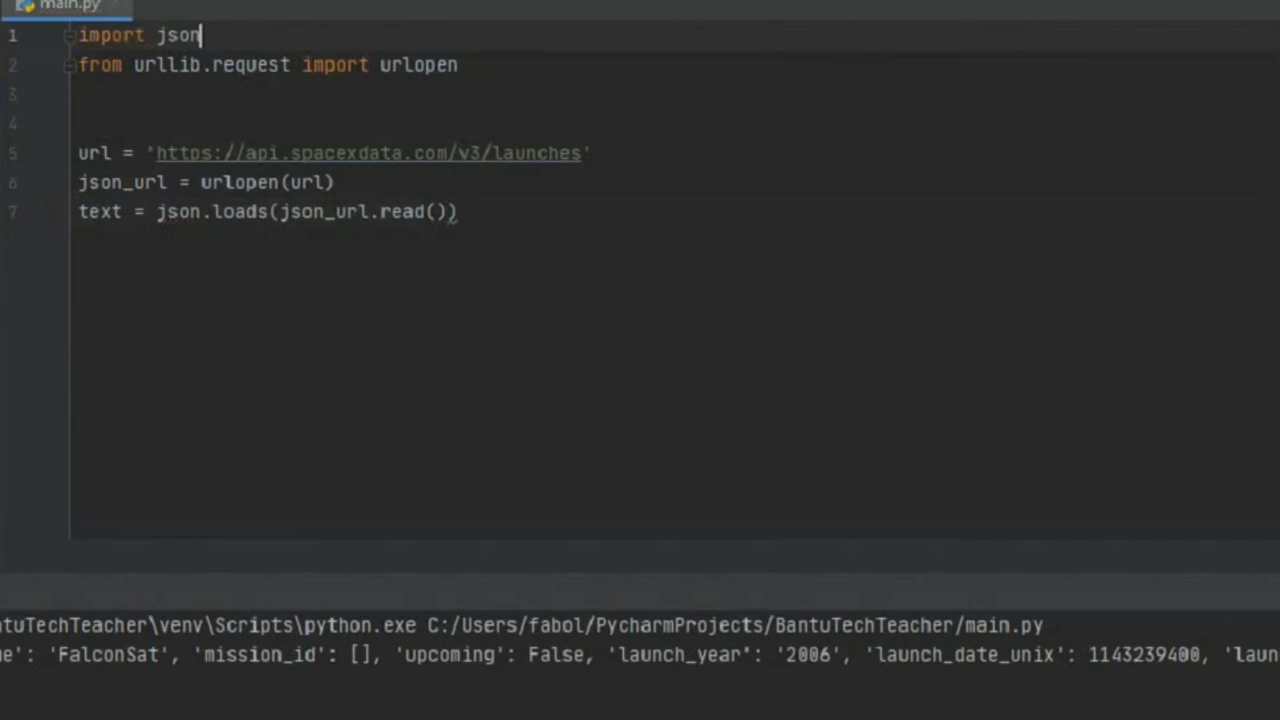 main.py
1 import json
2 from urllib.request import urlopen
3
4
5 url = 'https://api.spacexdata.com/v3/launches'
6 json_url = urlopen(url)
7 text = json.loads(json_url.read())
ntuTechTeacher\venv\Scripts\python.exe C:/Users/fabol/PycharmProjects/BantuTechTeacher/main.py
e': 'FalconSat', 'mission_id': [], 'upcoming': False, 'launch_year': '2006', 'launch_date_unix': 1143239400, 'laun